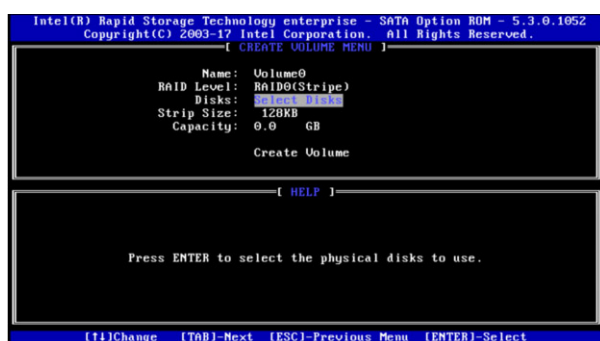 Intel(R) Rapid Storage Technology enterprise - SATA Option ROM - 5.3.0.1052
Copyright(C) 2003-17 Intel Corporation. All Rights Reserved.
[ CREATE VOLUME MENU ]
Name: Volume0
RAID Level: RAID0(Stripe)
Disks: Select Disks
Strip Size: 128KB
Capacity: 0.0 GB
Create Volume
[ HELP ]
Press ENTER to select the physical disks to use.
[↑↓]Change [TAB]-Next [ESC]-Previous Menu [ENTER]-Select